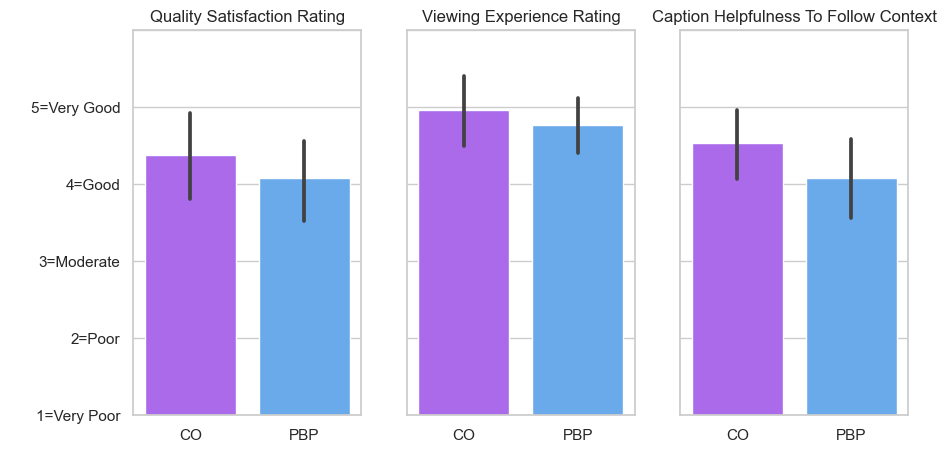 Quality Satisfaction Rating
Viewing Experience Rating
Caption Helpfulness To Follow Context
5=Very Good
4=Good
3=Moderate
2=Poor
1=Very Poor
CO
PBP
CO
PBP
CO
PBP